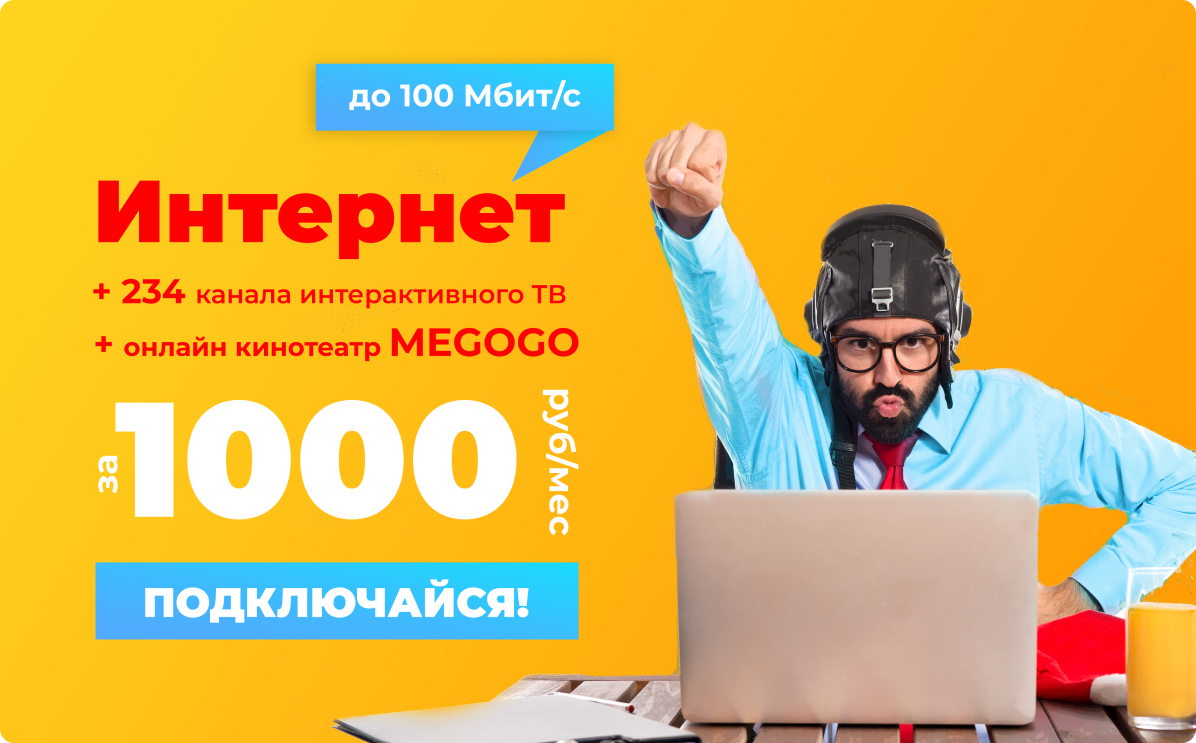 до 100 Мбит/с
Интернет
+ 234 канала интерактивного ТВ
+ онлайн кинотеатр MEGOGO
за 1000 руб/мес
ПОДКЛЮЧАЙСЯ!